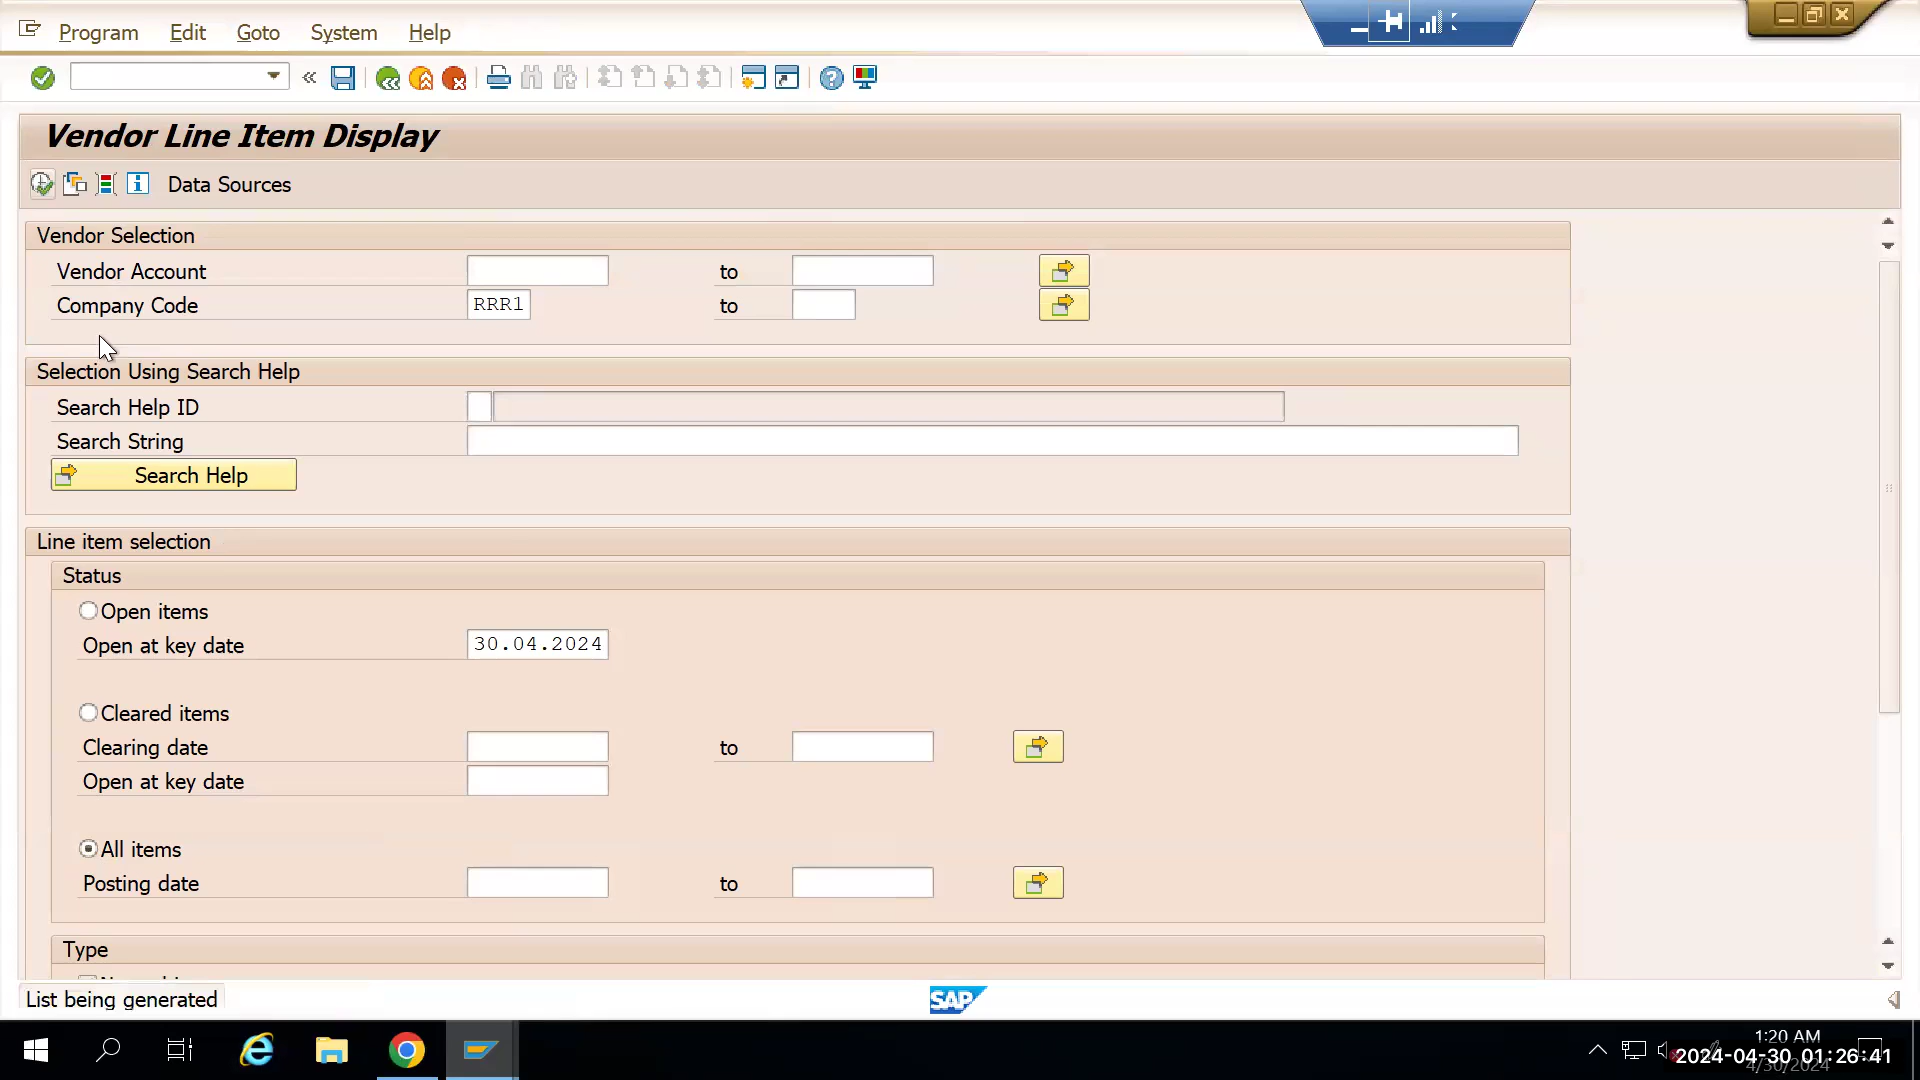 Program Edit Goto System Help
Vendor Line Item Display
Data Sources
Vendor Selection
Vendor Account to
Company Code RRR1 to
Selection Using Search Help
Search Help ID
Search String
Search Help
Line item selection
Status
Open items
Open at key date 30.04.2024
Cleared items
Clearing date to
Open at key date
All items
Posting date to
Type
List being generated
SAP
1:20 AM
2024-04-30 01:26:41
4/30/2024